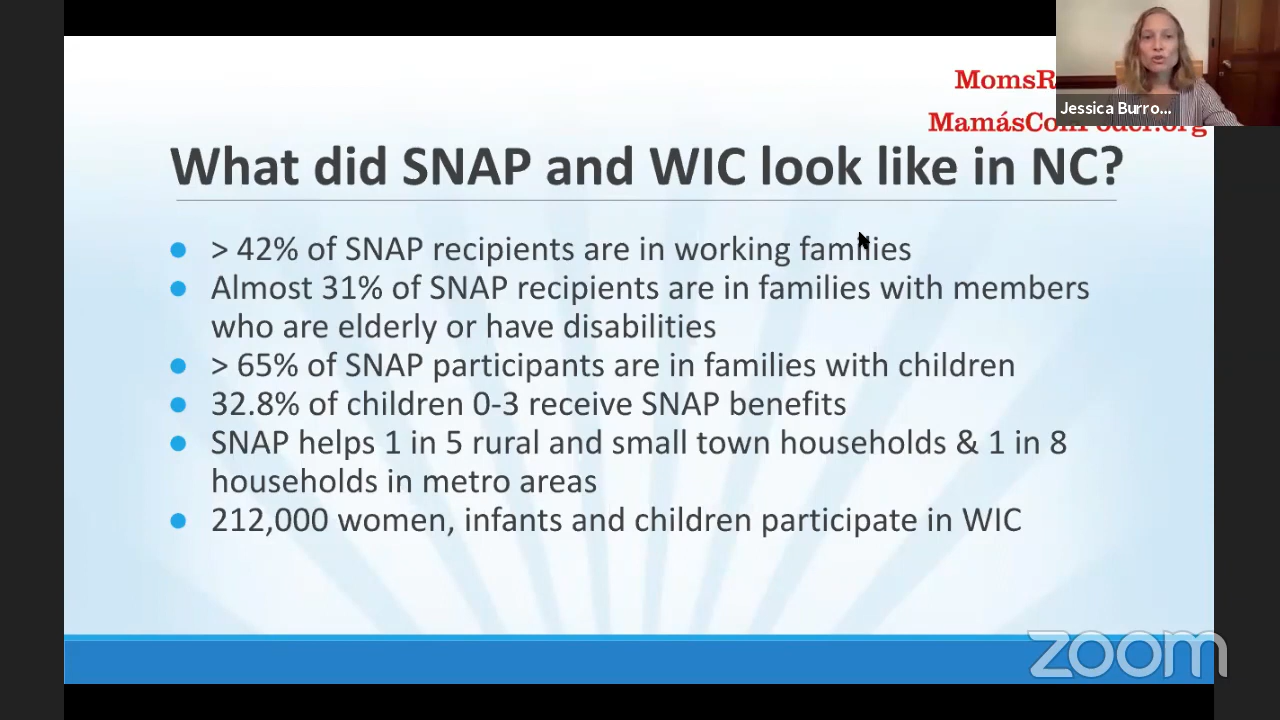 MomsR
MamásConPoder.org
Jessica Burro...
What did SNAP and WIC look like in NC?
> 42% of SNAP recipients are in working families
Almost 31% of SNAP recipients are in families with members
who are elderly or have disabilities
> 65% of SNAP participants are in families with children
32.8% of children 0-3 receive SNAP benefits
SNAP helps 1 in 5 rural and small town households & 1 in 8
households in metro areas
212,000 women, infants and children participate in WIC
zoom